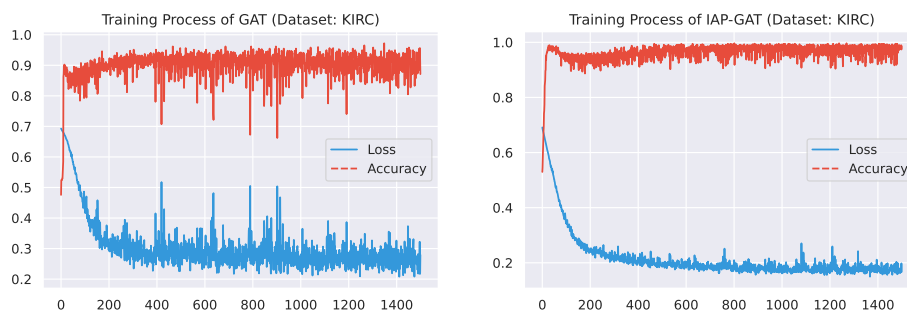 Training Process of GAT (Dataset: KIRC)
1.0
0.9
0.8
0.7
0.6
0.5
0.4
0.3
0.2
0 200 400 600 800 1000 1200 1400
Loss
Accuracy
Training Process of IAP-GAT (Dataset: KIRC)
1.0
0.8
0.6
0.4
0.2
0 200 400 600 800 1000 1200 1400
Loss
Accuracy